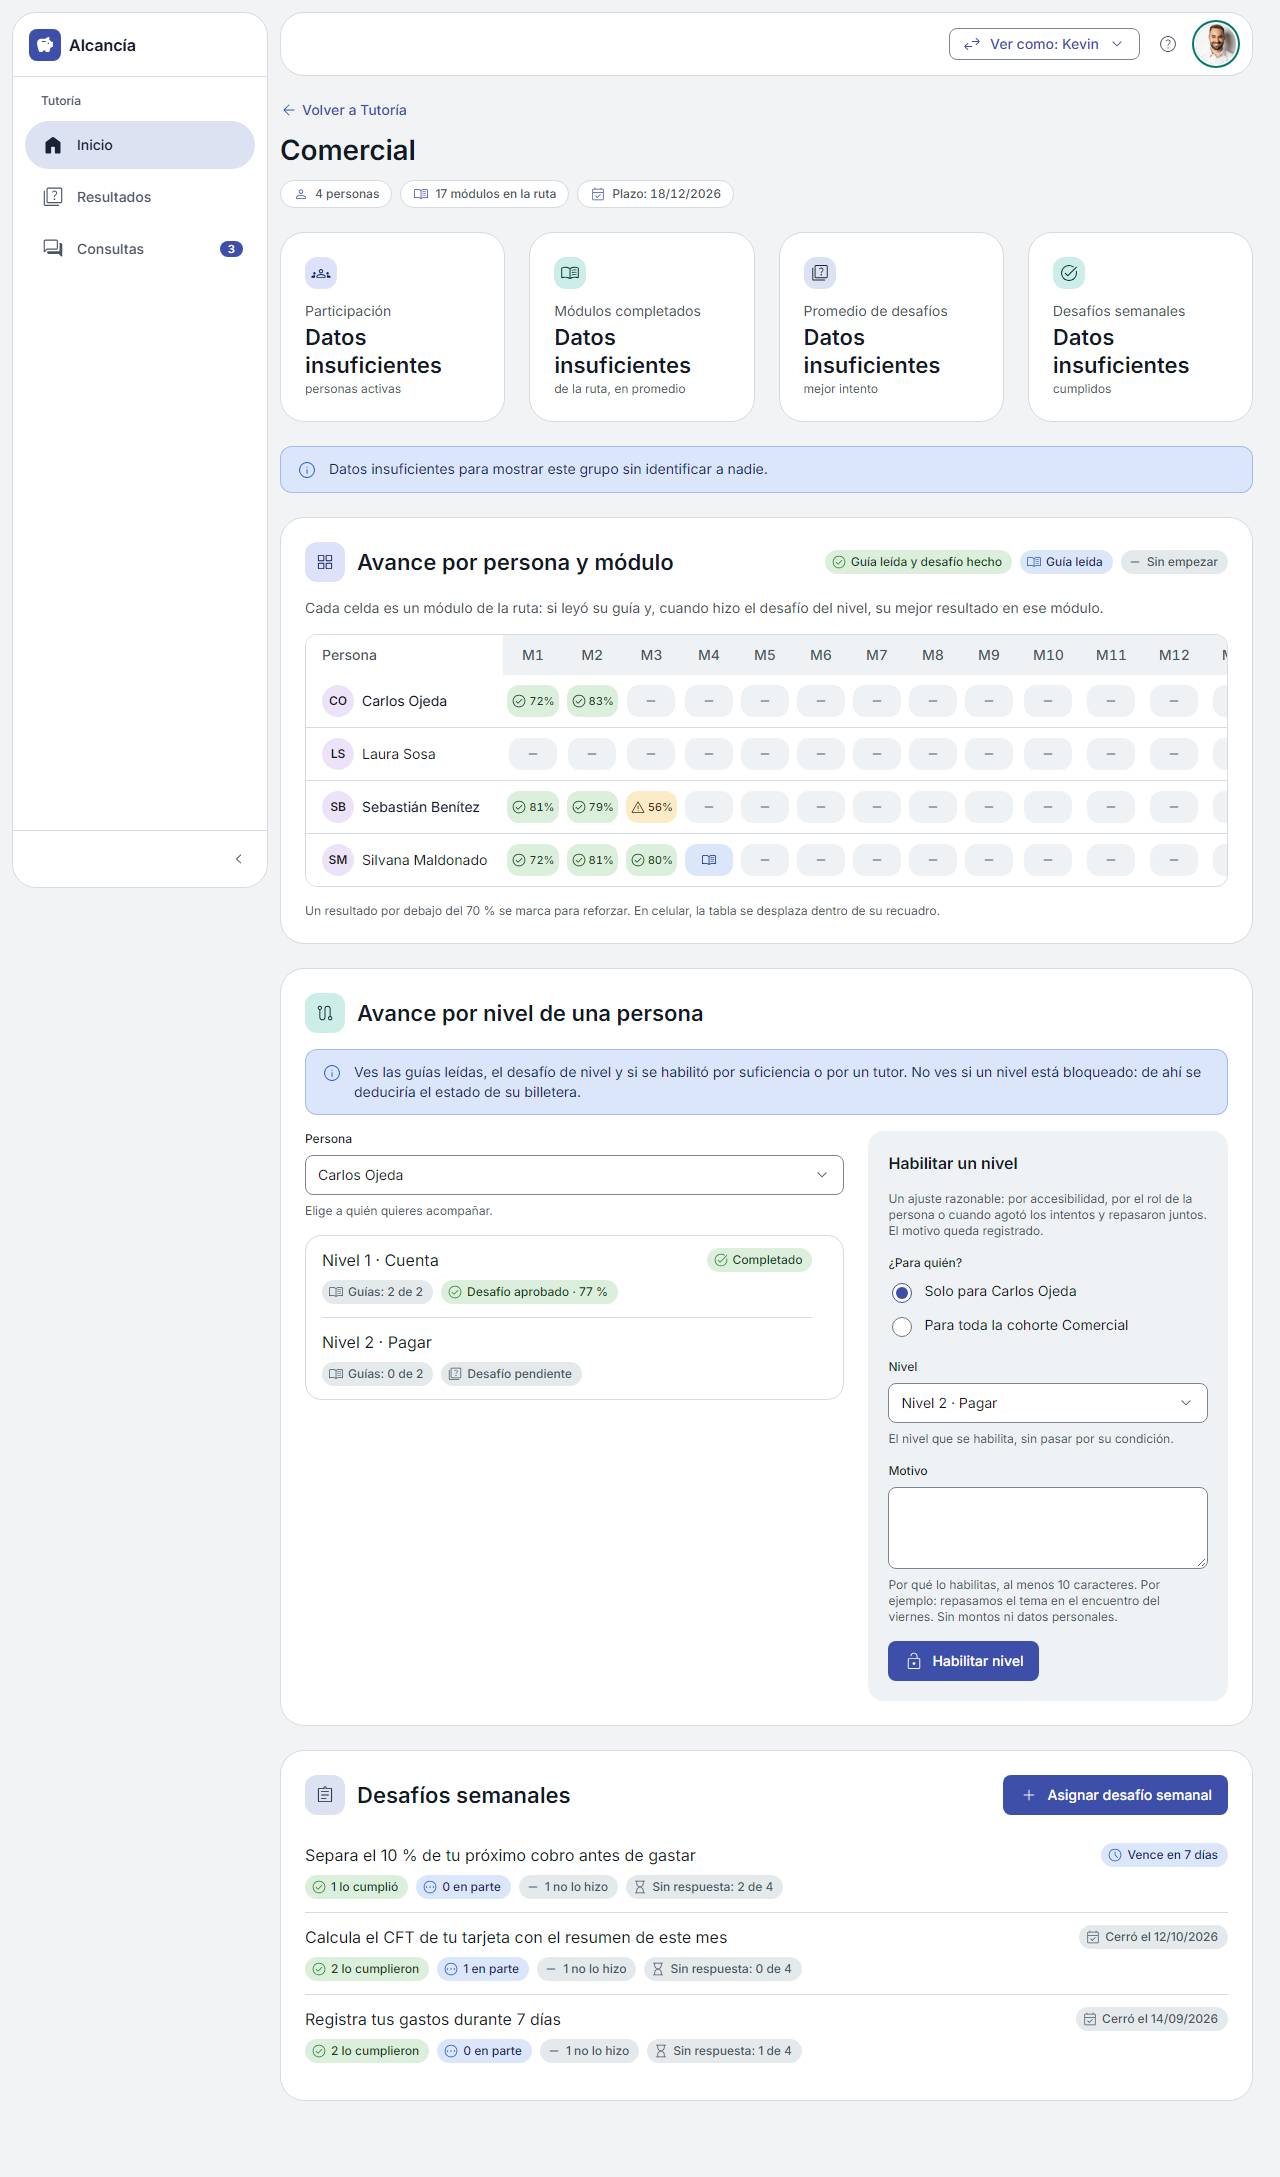 Alcancía
Ver como: Kevin
Tutoría
Inicio
Resultados
Consultas 3
Volver a Tutoría
Comercial
4 personas 17 módulos en la ruta Plazo: 18/12/2026
Participación
Datos
insuficientes
personas activas
Módulos completados
Datos
insuficientes
de la ruta, en promedio
Promedio de desafíos
Datos
insuficientes
mejor intento
Desafíos semanales
Datos
insuficientes
cumplidos
Datos insuficientes para mostrar este grupo sin identificar a nadie.
Avance por persona y módulo
Guía leída y desafío hecho Guía leída Sin empezar
Cada celda es un módulo de la ruta: si leyó su guía y, cuando hizo el desafío del nivel, su mejor resultado en ese módulo.
Persona M1 M2 M3 M4 M5 M6 M7 M8 M9 M10 M11 M12
CO Carlos Ojeda 72% 83% – – – – – – – – – –
LS Laura Sosa – – – – – – – – – – – –
SB Sebastián Benítez 81% 79% 56% – – – – – – – – –
SM Silvana Maldonado 72% 81% 80% – – – – – – – –
Un resultado por debajo del 70 % se marca para reforzar. En celular, la tabla se desplaza dentro de su recuadro.
Avance por nivel de una persona
Ves las guías leídas, el desafío de nivel y si se habilitó por suficiencia o por un tutor. No ves si un nivel está bloqueado: de ahí se
deduciría el estado de su billetera.
Persona
Carlos Ojeda
Elige a quién quieres acompañar.
Nivel 1 · Cuenta Completado
Guías: 2 de 2 Desafío aprobado · 77 %
Nivel 2 · Pagar
Guías: 0 de 2 Desafío pendiente
Habilitar un nivel
Un ajuste razonable: por accesibilidad, por el rol de la
persona o cuando agotó los intentos y repasaron juntos.
El motivo queda registrado.
¿Para quién?
Solo para Carlos Ojeda
Para toda la cohorte Comercial
Nivel
Nivel 2 · Pagar
El nivel que se habilita, sin pasar por su condición.
Motivo
Por qué lo habilitas, al menos 10 caracteres. Por
ejemplo: repasamos el tema en el encuentro del
viernes. Sin montos ni datos personales.
Habilitar nivel
Desafíos semanales
Asignar desafío semanal
Separa el 10 % de tu próximo cobro antes de gastar Vence en 7 días
1 lo cumplió 0 en parte 1 no lo hizo Sin respuesta: 2 de 4
Calcula el CFT de tu tarjeta con el resumen de este mes Cerró el 12/10/2026
2 lo cumplieron 1 en parte 1 no lo hizo Sin respuesta: 0 de 4
Registra tus gastos durante 7 días Cerró el 14/09/2026
2 lo cumplieron 0 en parte 1 no lo hizo Sin respuesta: 1 de 4